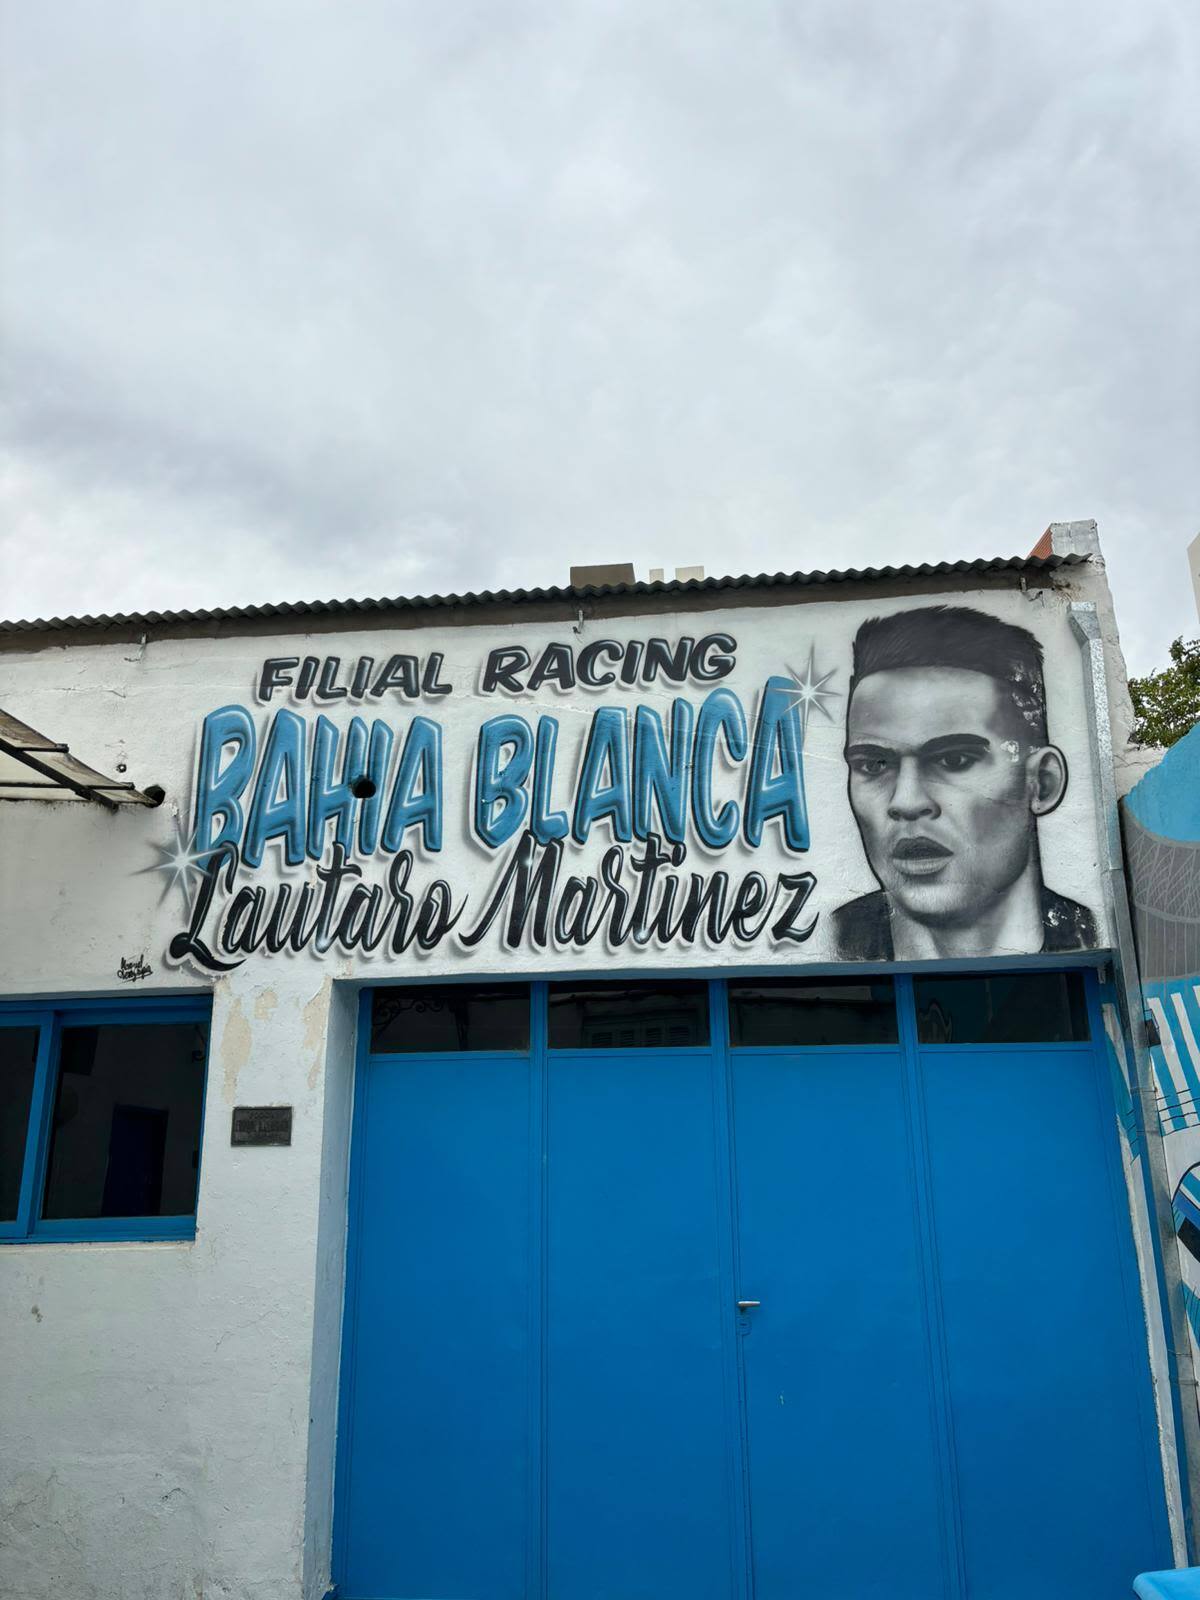 FILIAL RACING
BAHIA BLANCA
Lautaro Martinez